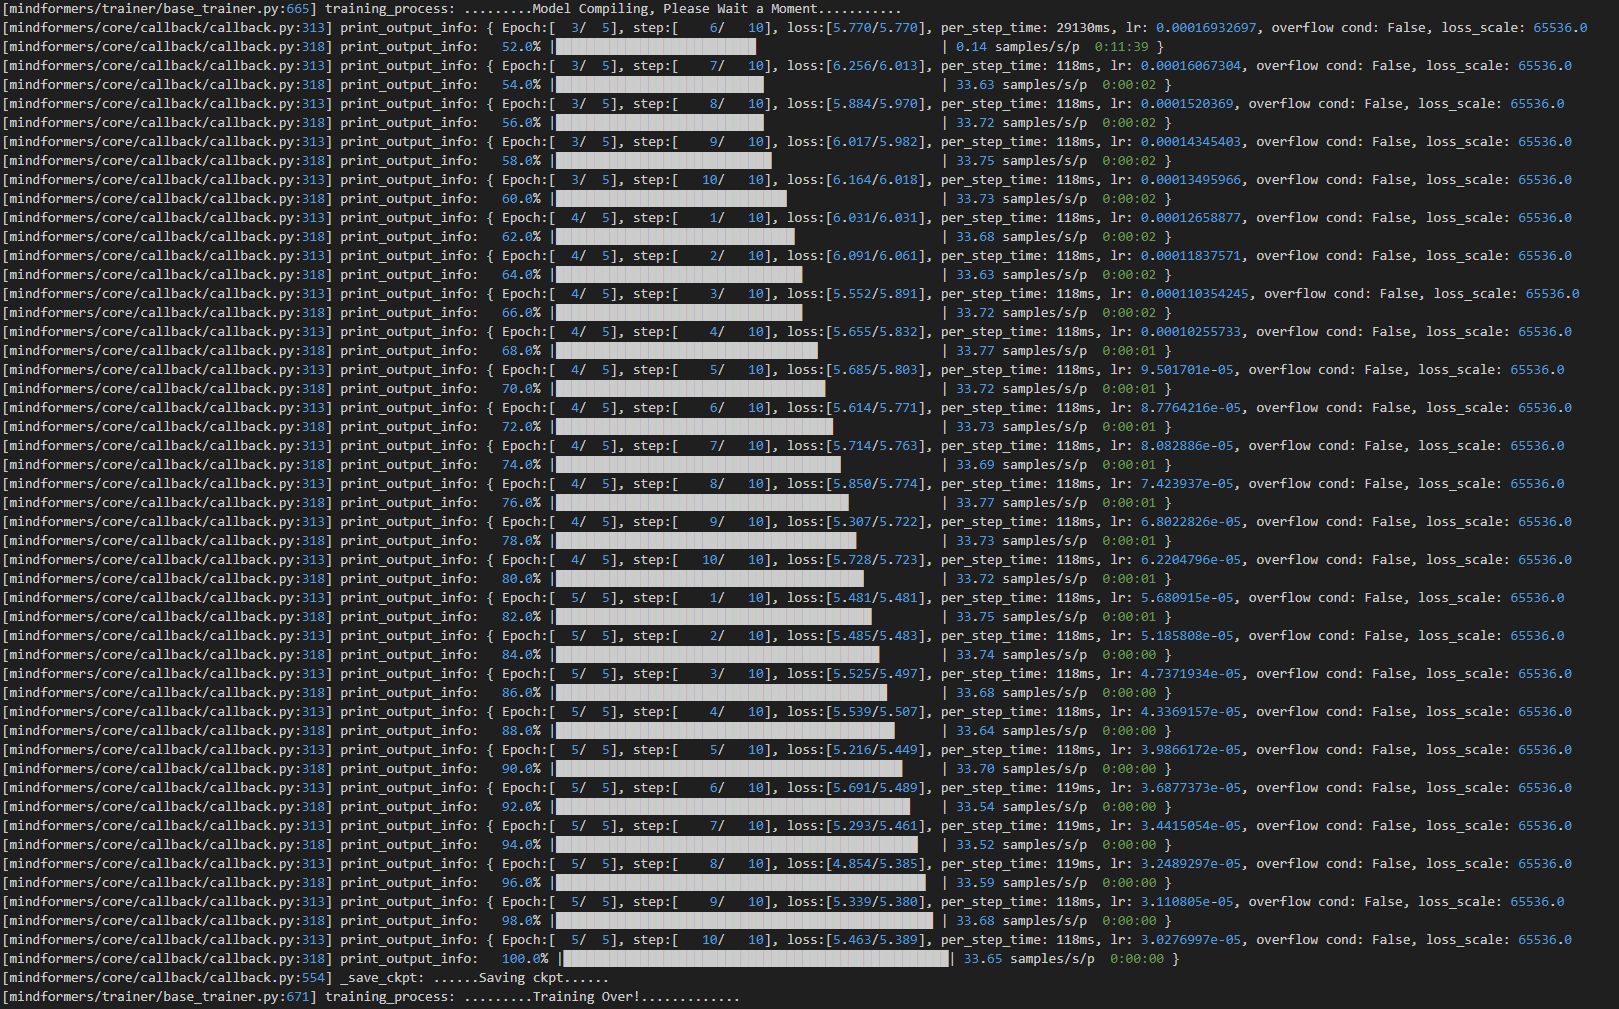 [mindformers/trainer/base_trainer.py:665] training_process: .........Model Compiling, Please Wait a Moment...........
[mindformers/core/callback/callback.py:313] print_output_info: { Epoch:[  3/  5], step:[    6/   10], loss:[5.770/5.770], per_step_time: 29130ms, lr: 0.00016932697, overflow cond: False, loss_scale: 65536.0
[mindformers/core/callback/callback.py:318] print_output_info:   52.0% | | 0.14 samples/s/p  0:11:39 }
[mindformers/core/callback/callback.py:313] print_output_info: { Epoch:[  3/  5], step:[    7/   10], loss:[6.256/6.013], per_step_time: 118ms, lr: 0.00016067304, overflow cond: False, loss_scale: 65536.0
[mindformers/core/callback/callback.py:318] print_output_info:   54.0% | | 33.63 samples/s/p  0:00:02 }
[mindformers/core/callback/callback.py:313] print_output_info: { Epoch:[  3/  5], step:[    8/   10], loss:[5.884/5.970], per_step_time: 118ms, lr: 0.0001520369, overflow cond: False, loss_scale: 65536.0
[mindformers/core/callback/callback.py:318] print_output_info:   56.0% | | 33.72 samples/s/p  0:00:02 }
[mindformers/core/callback/callback.py:313] print_output_info: { Epoch:[  3/  5], step:[    9/   10], loss:[6.017/5.982], per_step_time: 118ms, lr: 0.00014345403, overflow cond: False, loss_scale: 65536.0
[mindformers/core/callback/callback.py:318] print_output_info:   58.0% | | 33.75 samples/s/p  0:00:02 }
[mindformers/core/callback/callback.py:313] print_output_info: { Epoch:[  3/  5], step:[   10/   10], loss:[6.164/6.018], per_step_time: 118ms, lr: 0.00013495966, overflow cond: False, loss_scale: 65536.0
[mindformers/core/callback/callback.py:318] print_output_info:   60.0% | | 33.73 samples/s/p  0:00:02 }
[mindformers/core/callback/callback.py:313] print_output_info: { Epoch:[  4/  5], step:[    1/   10], loss:[6.031/6.031], per_step_time: 118ms, lr: 0.00012658877, overflow cond: False, loss_scale: 65536.0
[mindformers/core/callback/callback.py:318] print_output_info:   62.0% | | 33.68 samples/s/p  0:00:02 }
[mindformers/core/callback/callback.py:313] print_output_info: { Epoch:[  4/  5], step:[    2/   10], loss:[6.091/6.061], per_step_time: 118ms, lr: 0.00011837571, overflow cond: False, loss_scale: 65536.0
[mindformers/core/callback/callback.py:318] print_output_info:   64.0% | | 33.63 samples/s/p  0:00:02 }
[mindformers/core/callback/callback.py:313] print_output_info: { Epoch:[  4/  5], step:[    3/   10], loss:[5.552/5.891], per_step_time: 118ms, lr: 0.000110354245, overflow cond: False, loss_scale: 65536.0
[mindformers/core/callback/callback.py:318] print_output_info:   66.0% | | 33.72 samples/s/p  0:00:02 }
[mindformers/core/callback/callback.py:313] print_output_info: { Epoch:[  4/  5], step:[    4/   10], loss:[5.655/5.832], per_step_time: 118ms, lr: 0.00010255733, overflow cond: False, loss_scale: 65536.0
[mindformers/core/callback/callback.py:318] print_output_info:   68.0% | | 33.77 samples/s/p  0:00:01 }
[mindformers/core/callback/callback.py:313] print_output_info: { Epoch:[  4/  5], step:[    5/   10], loss:[5.685/5.803], per_step_time: 118ms, lr: 9.501701e-05, overflow cond: False, loss_scale: 65536.0
[mindformers/core/callback/callback.py:318] print_output_info:   70.0% | | 33.72 samples/s/p  0:00:01 }
[mindformers/core/callback/callback.py:313] print_output_info: { Epoch:[  4/  5], step:[    6/   10], loss:[5.614/5.771], per_step_time: 118ms, lr: 8.7764216e-05, overflow cond: False, loss_scale: 65536.0
[mindformers/core/callback/callback.py:318] print_output_info:   72.0% | | 33.73 samples/s/p  0:00:01 }
[mindformers/core/callback/callback.py:313] print_output_info: { Epoch:[  4/  5], step:[    7/   10], loss:[5.714/5.763], per_step_time: 118ms, lr: 8.082886e-05, overflow cond: False, loss_scale: 65536.0
[mindformers/core/callback/callback.py:318] print_output_info:   74.0% | | 33.69 samples/s/p  0:00:01 }
[mindformers/core/callback/callback.py:313] print_output_info: { Epoch:[  4/  5], step:[    8/   10], loss:[5.850/5.774], per_step_time: 118ms, lr: 7.423937e-05, overflow cond: False, loss_scale: 65536.0
[mindformers/core/callback/callback.py:318] print_output_info:   76.0% | | 33.77 samples/s/p  0:00:01 }
[mindformers/core/callback/callback.py:313] print_output_info: { Epoch:[  4/  5], step:[    9/   10], loss:[5.307/5.722], per_step_time: 118ms, lr: 6.8022826e-05, overflow cond: False, loss_scale: 65536.0
[mindformers/core/callback/callback.py:318] print_output_info:   78.0% | | 33.73 samples/s/p  0:00:01 }
[mindformers/core/callback/callback.py:313] print_output_info: { Epoch:[  4/  5], step:[   10/   10], loss:[5.728/5.723], per_step_time: 118ms, lr: 6.2204796e-05, overflow cond: False, loss_scale: 65536.0
[mindformers/core/callback/callback.py:318] print_output_info:   80.0% | | 33.72 samples/s/p  0:00:01 }
[mindformers/core/callback/callback.py:313] print_output_info: { Epoch:[  5/  5], step:[    1/   10], loss:[5.481/5.481], per_step_time: 118ms, lr: 5.680915e-05, overflow cond: False, loss_scale: 65536.0
[mindformers/core/callback/callback.py:318] print_output_info:   82.0% | | 33.75 samples/s/p  0:00:01 }
[mindformers/core/callback/callback.py:313] print_output_info: { Epoch:[  5/  5], step:[    2/   10], loss:[5.485/5.483], per_step_time: 118ms, lr: 5.185808e-05, overflow cond: False, loss_scale: 65536.0
[mindformers/core/callback/callback.py:318] print_output_info:   84.0% | | 33.74 samples/s/p  0:00:00 }
[mindformers/core/callback/callback.py:313] print_output_info: { Epoch:[  5/  5], step:[    3/   10], loss:[5.525/5.497], per_step_time: 118ms, lr: 4.7371934e-05, overflow cond: False, loss_scale: 65536.0
[mindformers/core/callback/callback.py:318] print_output_info:   86.0% | | 33.68 samples/s/p  0:00:00 }
[mindformers/core/callback/callback.py:313] print_output_info: { Epoch:[  5/  5], step:[    4/   10], loss:[5.539/5.507], per_step_time: 118ms, lr: 4.3369157e-05, overflow cond: False, loss_scale: 65536.0
[mindformers/core/callback/callback.py:318] print_output_info:   88.0% | | 33.64 samples/s/p  0:00:00 }
[mindformers/core/callback/callback.py:313] print_output_info: { Epoch:[  5/  5], step:[    5/   10], loss:[5.216/5.449], per_step_time: 118ms, lr: 3.9866172e-05, overflow cond: False, loss_scale: 65536.0
[mindformers/core/callback/callback.py:318] print_output_info:   90.0% | | 33.70 samples/s/p  0:00:00 }
[mindformers/core/callback/callback.py:313] print_output_info: { Epoch:[  5/  5], step:[    6/   10], loss:[5.691/5.489], per_step_time: 119ms, lr: 3.6877373e-05, overflow cond: False, loss_scale: 65536.0
[mindformers/core/callback/callback.py:318] print_output_info:   92.0% | | 33.54 samples/s/p  0:00:00 }
[mindformers/core/callback/callback.py:313] print_output_info: { Epoch:[  5/  5], step:[    7/   10], loss:[5.293/5.461], per_step_time: 119ms, lr: 3.4415054e-05, overflow cond: False, loss_scale: 65536.0
[mindformers/core/callback/callback.py:318] print_output_info:   94.0% | | 33.52 samples/s/p  0:00:00 }
[mindformers/core/callback/callback.py:313] print_output_info: { Epoch:[  5/  5], step:[    8/   10], loss:[4.854/5.385], per_step_time: 119ms, lr: 3.2489297e-05, overflow cond: False, loss_scale: 65536.0
[mindformers/core/callback/callback.py:318] print_output_info:   96.0% | | 33.59 samples/s/p  0:00:00 }
[mindformers/core/callback/callback.py:313] print_output_info: { Epoch:[  5/  5], step:[    9/   10], loss:[5.339/5.380], per_step_time: 118ms, lr: 3.110805e-05, overflow cond: False, loss_scale: 65536.0
[mindformers/core/callback/callback.py:318] print_output_info:   98.0% | | 33.68 samples/s/p  0:00:00 }
[mindformers/core/callback/callback.py:313] print_output_info: { Epoch:[  5/  5], step:[   10/   10], loss:[5.463/5.389], per_step_time: 118ms, lr: 3.0276997e-05, overflow cond: False, loss_scale: 65536.0
[mindformers/core/callback/callback.py:318] print_output_info:   100.0% | | 33.65 samples/s/p  0:00:00 }
[mindformers/core/callback/callback.py:554] _save_ckpt: ......Saving ckpt......
[mindformers/trainer/base_trainer.py:671] training_process: .........Training Over!.............